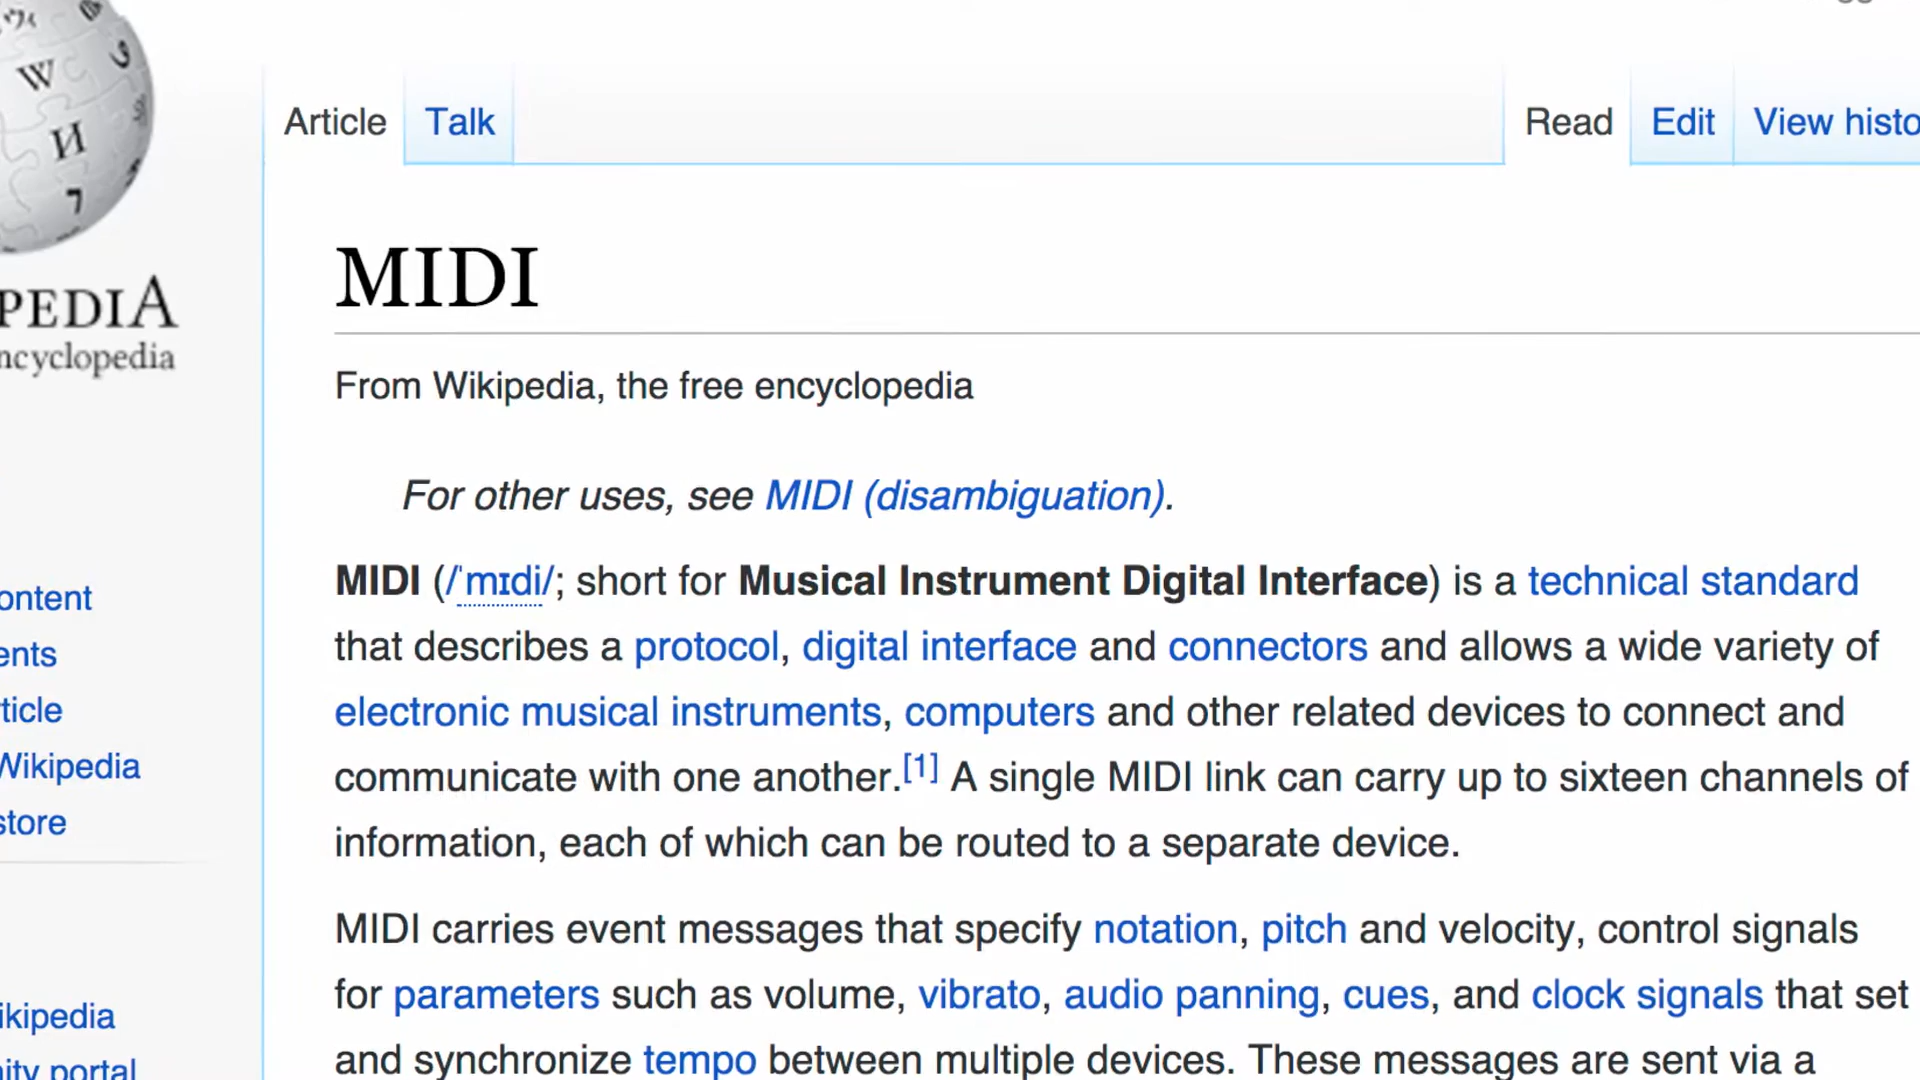 Article Talk Read Edit View histo
PEDIA
ncyclopedia
MIDI
From Wikipedia, the free encyclopedia
For other uses, see MIDI (disambiguation).
MIDI (/ˈmɪdi/; short for Musical Instrument Digital Interface) is a technical standard
that describes a protocol, digital interface and connectors and allows a wide variety of
electronic musical instruments, computers and other related devices to connect and
communicate with one another.[1] A single MIDI link can carry up to sixteen channels of
information, each of which can be routed to a separate device.
MIDI carries event messages that specify notation, pitch and velocity, control signals
for parameters such as volume, vibrato, audio panning, cues, and clock signals that set
and synchronize tempo between multiple devices. These messages are sent via a
ontent
ents
ticle
Wikipedia
store
ikipedia
nity portal